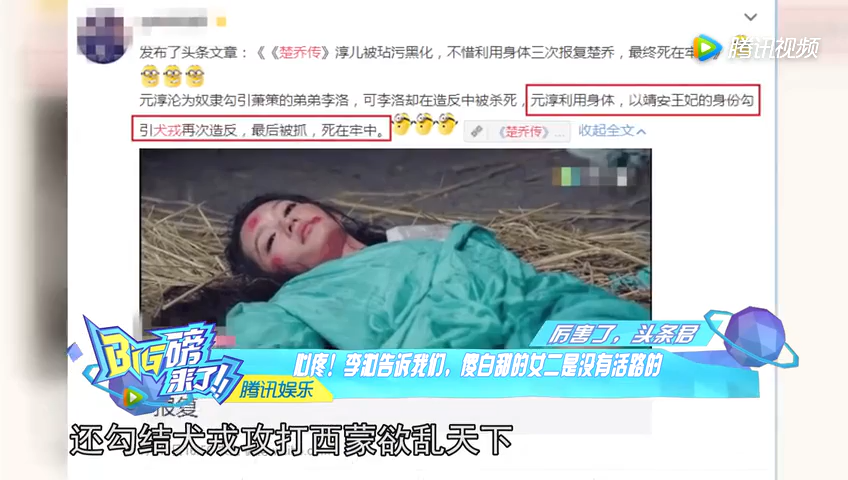 腾讯视频
发布了头条文章：《《楚乔传》淳儿被玷污黑化，不惜利用身体三次报复楚乔，最终死在牢
元淳沦为奴隶勾引萧策的弟弟李洛，可李洛却在造反中被杀死，元淳利用身体，以靖安王妃的身份勾
引犬戎再次造反，最后被抓，死在牢中。 《楚乔传》... 收起全文
厉害了，头条君
BIG磅来了!!
心疼！李沁告诉我们，傻白甜的女二是没有活路的
腾讯娱乐
报复
还勾结犬戎攻打西蒙欲乱天下